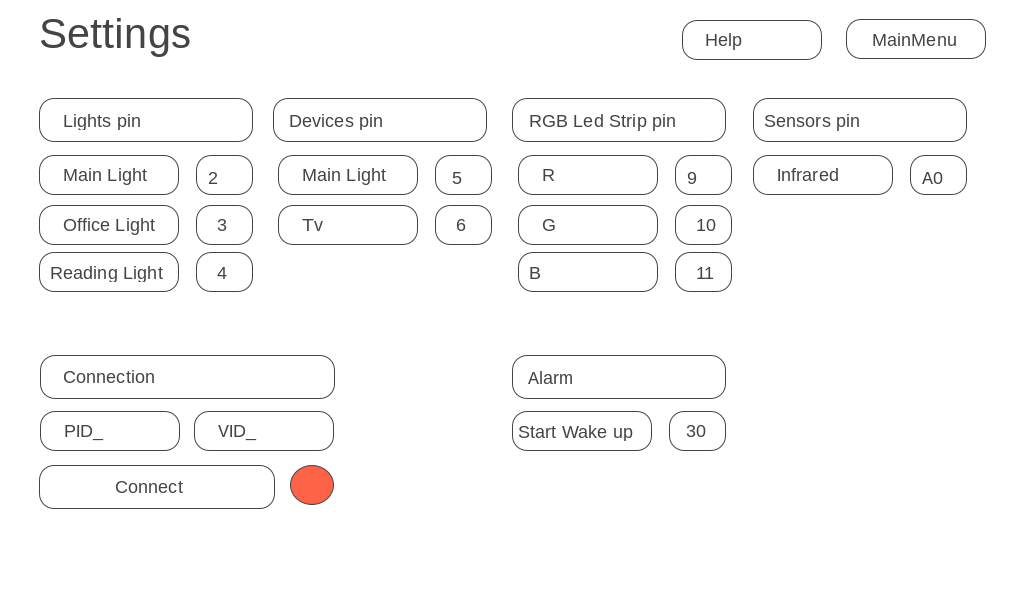 Settings
Help
MainMenu
Lights pin
Devices pin
RGB Led Strip pin
Sensors pin
Main Light
2
Main Light
5
R
9
Infrared
A0
Office Light
3
Tv
6
G
10
Reading Light
4
B
11
Connection
Alarm
PID_
VID_
Start Wake up
30
Connect